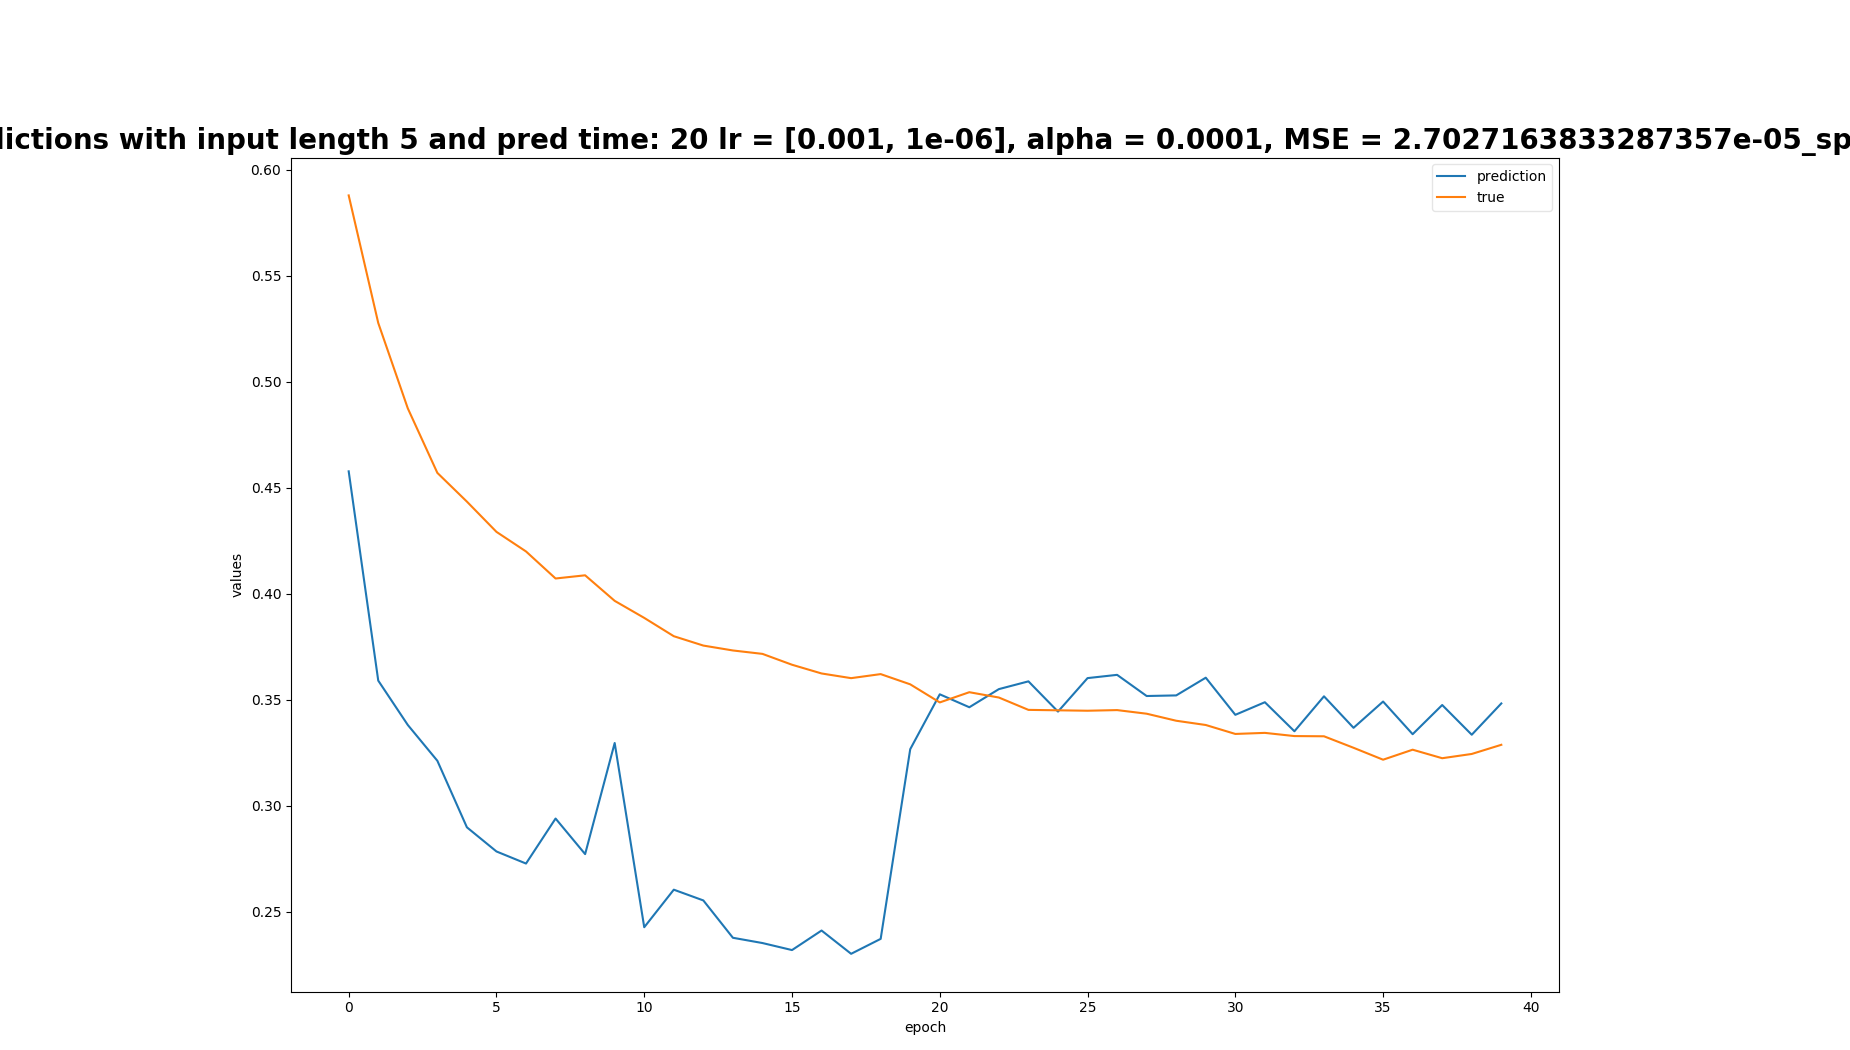 dictions with input length 5 and pred time: 20 lr = [0.001, 1e-06], alpha = 0.0001, MSE = 2.7027163833287357e-05_sp
prediction
true
0.60
0.55
0.50
0.45
0.40
0.35
0.30
0.25
values
0 5 10 15 20 25 30 35 40
epoch